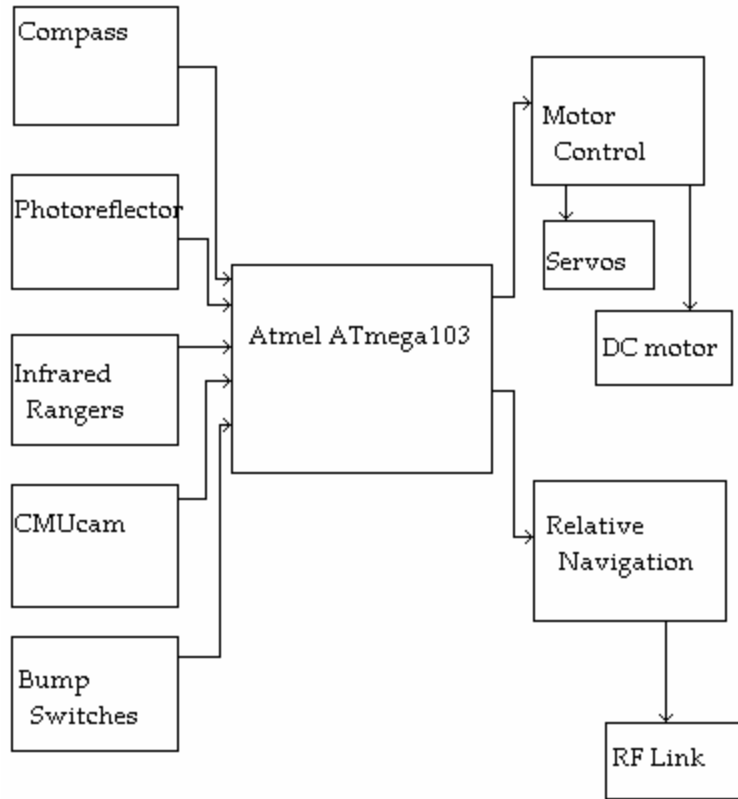 Compass
Photoreflector
Infrared
Rangers
CMUcam
Bump
Switches
Atmel ATmega103
Motor
Control
Servos
DC motor
Relative
Navigation
RF Link